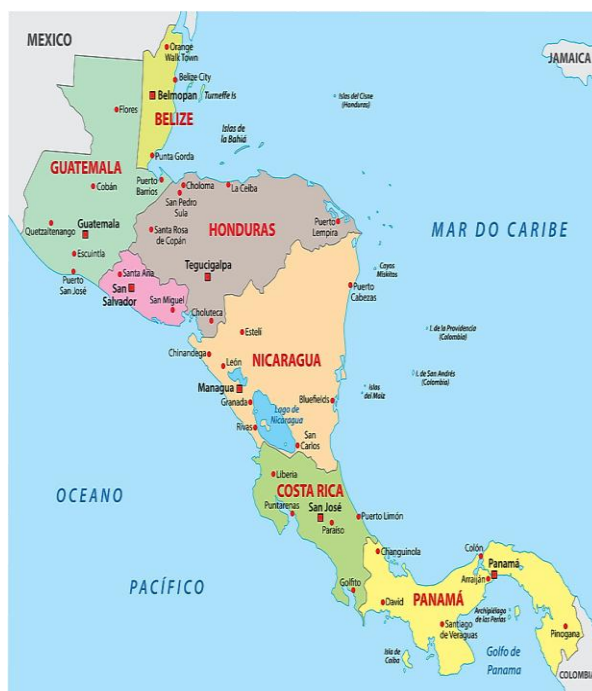 MEXICO
Orange
Walk Town
JAMAICA
Belize City
Belmopan
Turneffe Is
Islas del Cisne
(Honduras)
Flores
BELIZE
Islas de
la Bahiá
Punta Gorda
GUATEMALA
Cobán
Puerto
Barrios
Choloma
La Ceiba
San Pedro
Sula
Quetzaltenango
Guatemala
Santa Rosa
de Copán
HONDURAS
Puerto
Lempira
MAR DO CARIBE
Escuintla
Tegucigalpa
Cayos
Miskitos
Puerto
San José
Santa Ana
San
Salvador
San Miguel
Puerto
Cabezas
Choluteca
Estelí
I. de la Providencia
(Colombia)
Chinandega
León
NICARAGUA
I. de San Andrés
(Colombia)
Managua
Islas
del Maíz
Granada
Lago de
Nicaragua
Bluefields
Rivas
San
Carlos
Liberia
COSTA RICA
OCEANO
Puntarenas
San José
Paraíso
Puerto Limón
Changuinola
Colón
Panamá
PACÍFICO
Golfito
Arraiján
David
PANAMÁ
Archipiélago
de las Perlas
Santiago
de Veraguas
Pinogana
Isla de
Coiba
Golfo de
Panama
COLOMBIA